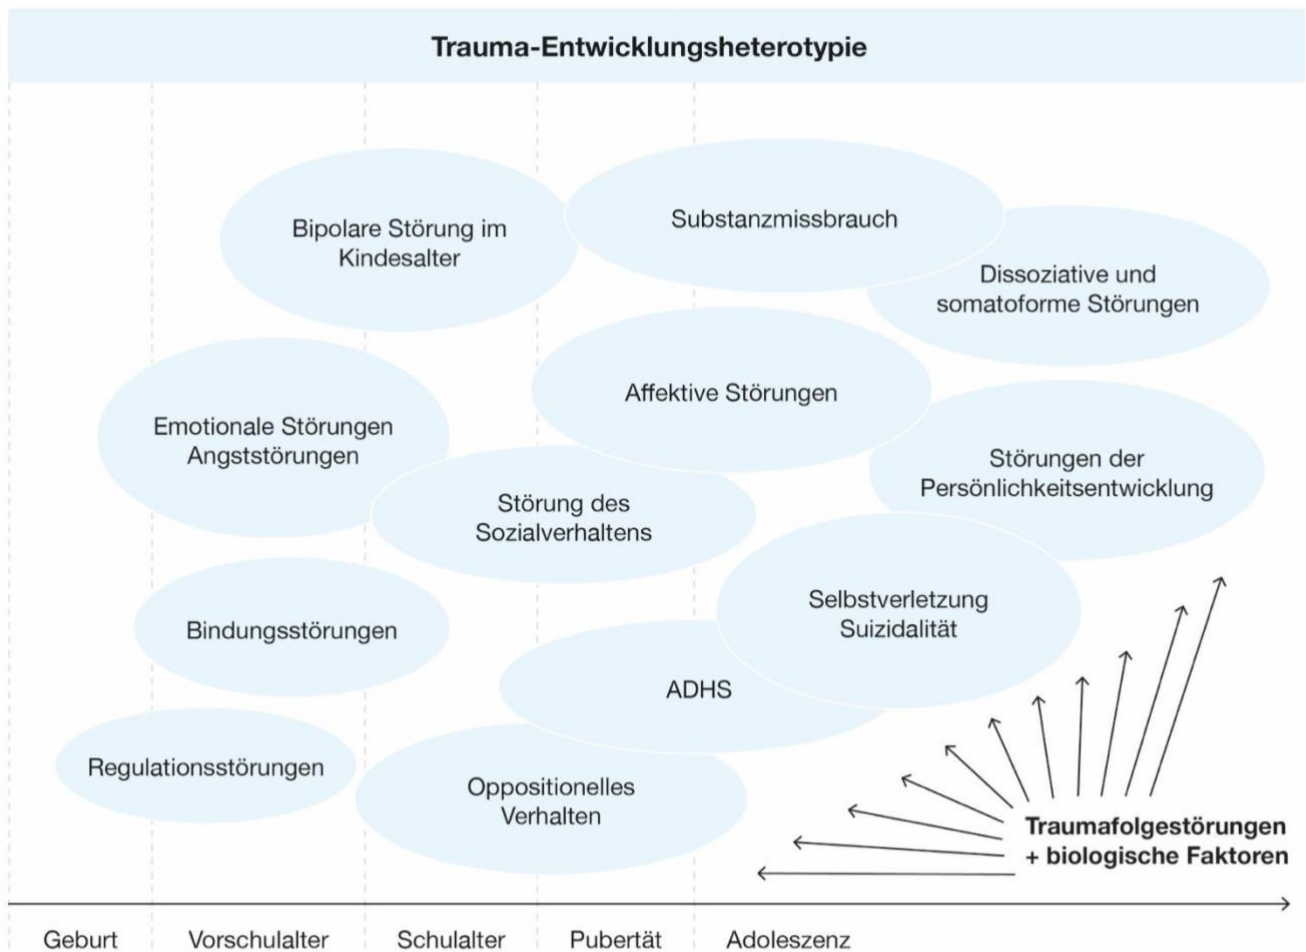 Trauma-Entwicklungsheterotypie
Bipolare Störung im
Kindesalter
Substanzmissbrauch
Dissoziative und
somatoforme Störungen
Emotionale Störungen
Angststörungen
Affektive Störungen
Störung des
Sozialverhaltens
Störungen der
Persönlichkeitsentwicklung
Bindungsstörungen
Selbstverletzung
Suizidalität
ADHS
Regulationsstörungen
Oppositionelles
Verhalten
Traumafolgestörungen
+ biologische Faktoren
Geburt
Vorschulalter
Schulalter
Pubertät
Adoleszenz